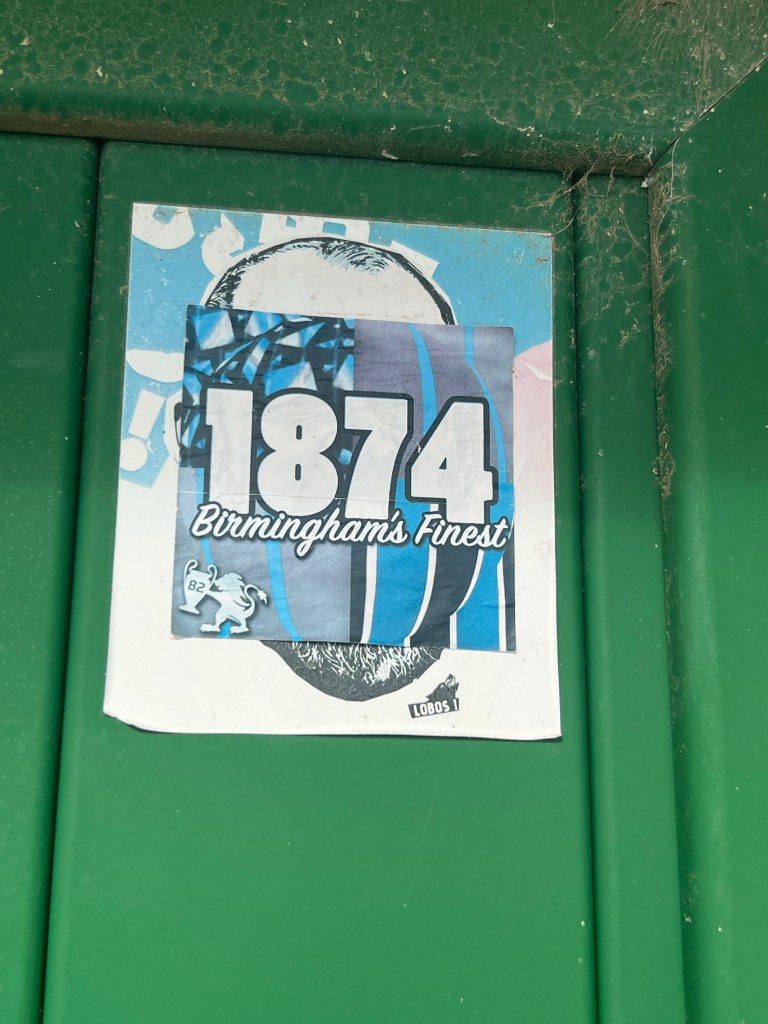 1874
Birmingham's Finest
82
LOBOS !